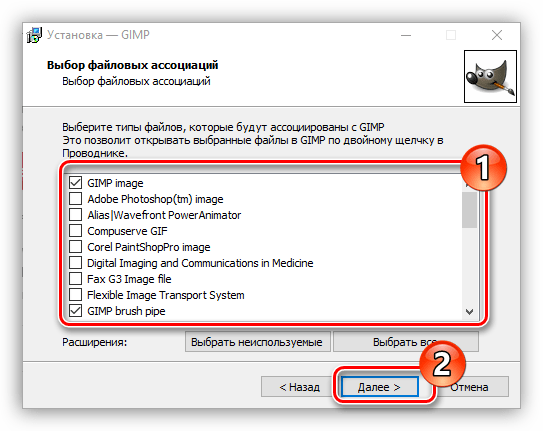 Установка — GIMP
Выбор файловых ассоциаций
Выбор файловых ассоциаций
Выберите типы файлов, которые будут ассоциированы с GIMP
Это позволит открывать выбранные файлы в GIMP по двойному щелчку в
Проводнике.
1
GIMP image
Adobe Photoshop(tm) image
Alias|Wavefront PowerAnimator
Compuserve GIF
Corel PaintShopPro image
Digital Imaging and Communications in Medicine
Fax G3 Image file
Flexible Image Transport System
GIMP brush pipe
Расширения:
Выбрать неиспользуемые
Выбрать все
2
< Назад
Далее >
Отмена